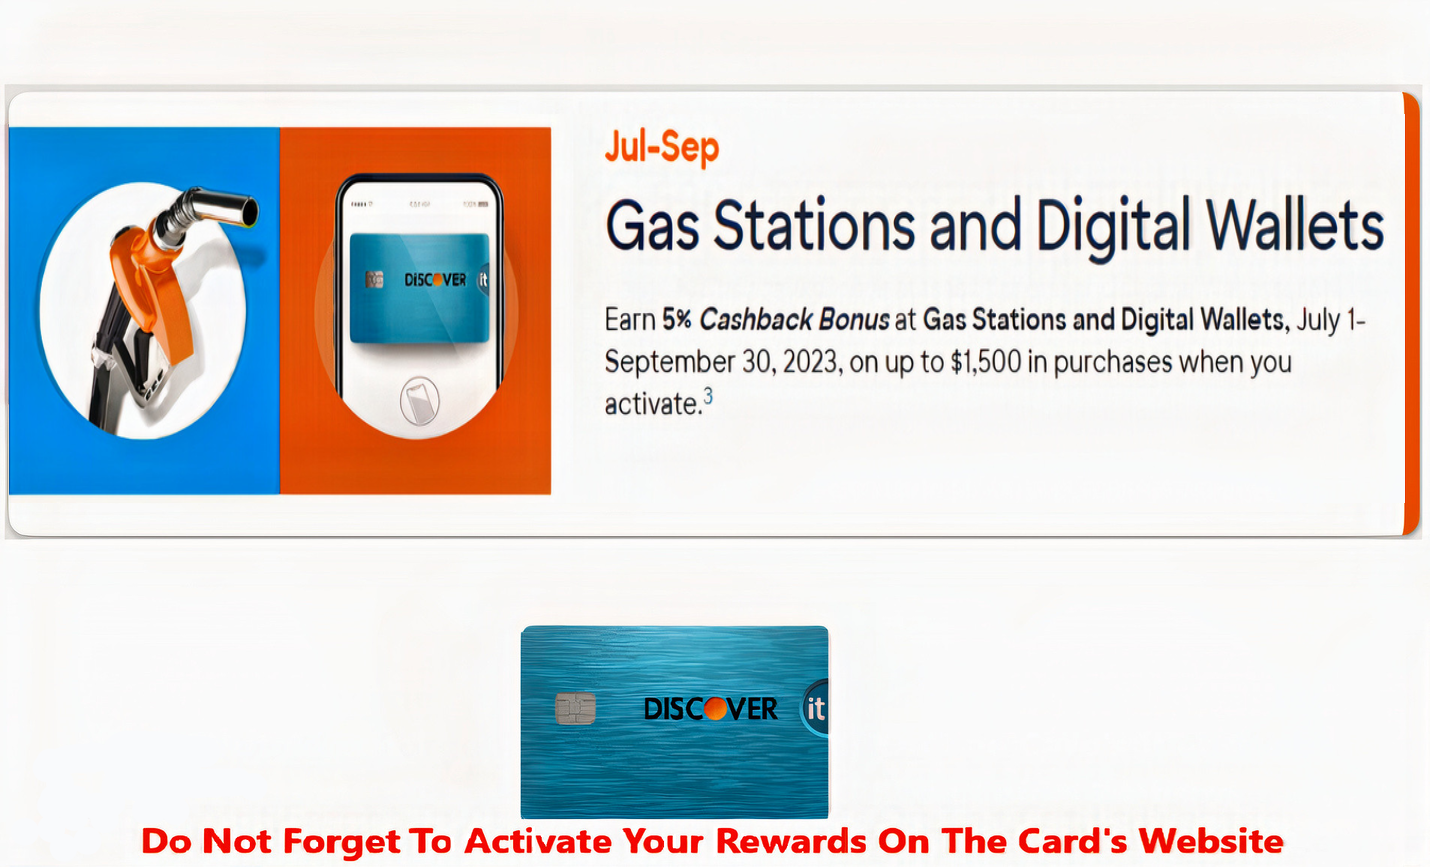 Jul-Sep
Gas Stations and Digital Wallets
Earn 5% Cashback Bonus at Gas Stations and Digital Wallets, July 1-
September 30, 2023, on up to $1,500 in purchases when you
activate.3
DISCOVER it
DISCOVER it
Do Not Forget To Activate Your Rewards On The Card's Website